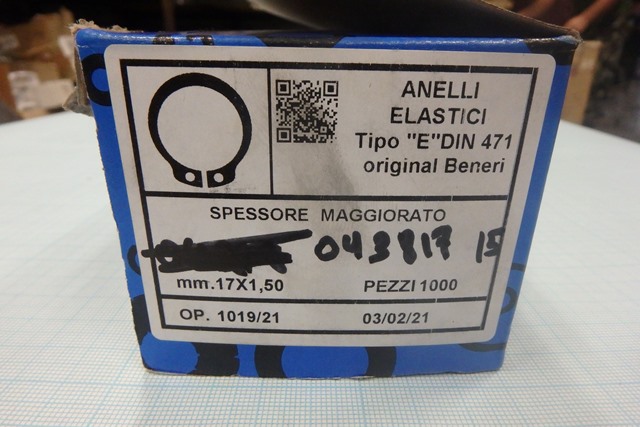 ANELLI
ELASTICI
Tipo "E"DIN 471
original Beneri
SPESSORE MAGGIORATO
043817 15
mm.17X1,50 PEZZI 1000
OP. 1019/21 03/02/21